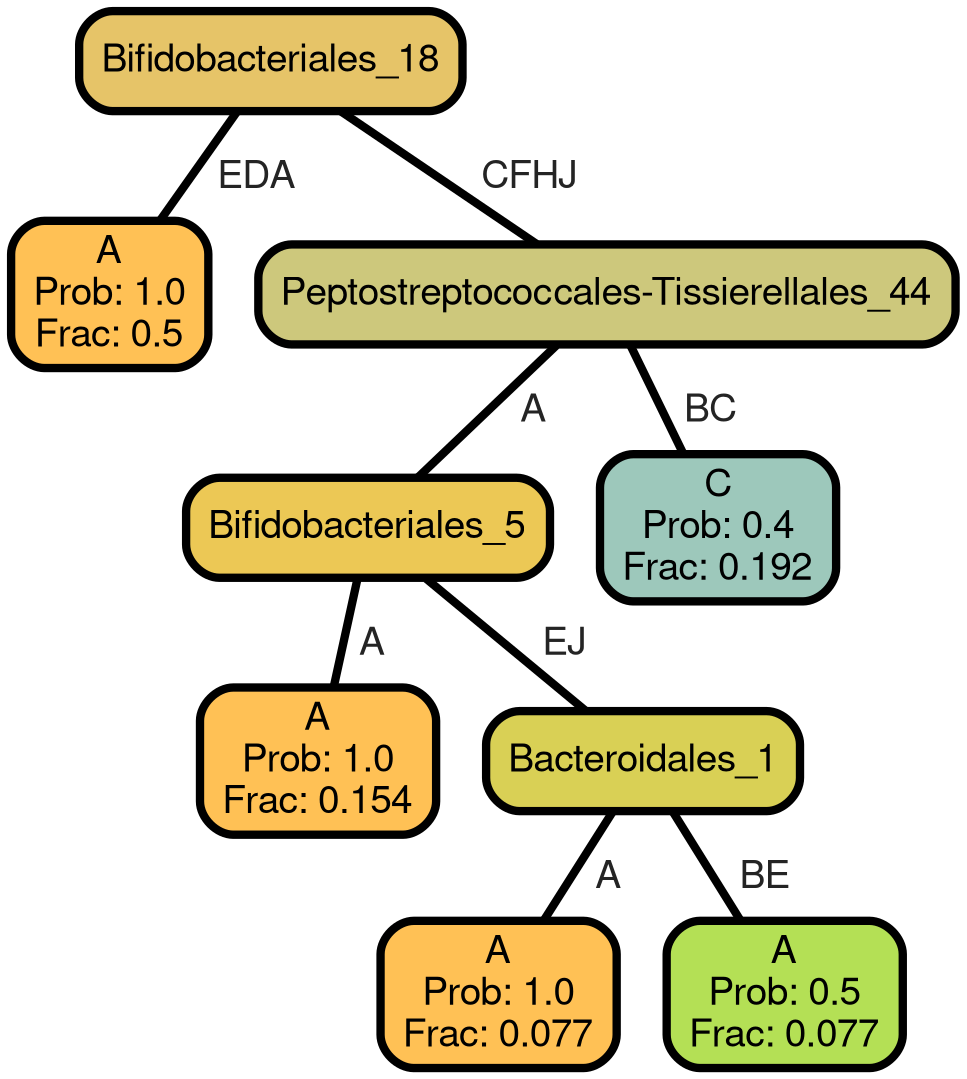 Bifidobacteriales_18
EDA
CFHJ
A
Prob: 1.0
Frac: 0.5
Peptostreptococcales-Tissierellales_44
A
BC
Bifidobacteriales_5
C
Prob: 0.4
Frac: 0.192
A
EJ
A
Prob: 1.0
Frac: 0.154
Bacteroidales_1
A
BE
A
Prob: 1.0
Frac: 0.077
A
Prob: 0.5
Frac: 0.077